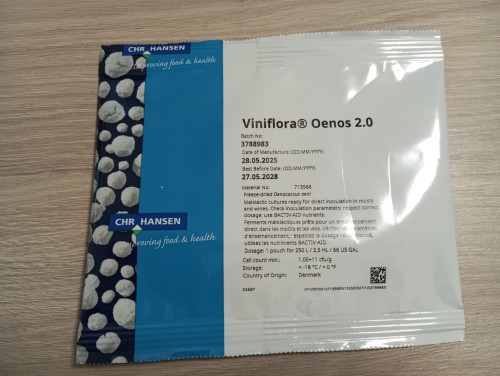 CHR HANSEN
Improving food & health
Viniflora® Oenos 2.0
Batch No:
3788983
Date of Manufacture: (DD.MM.YYYY)
28.05.2025
Best Before Date: (DD.MM.YYYY)
27.05.2028
Material No: 713566
Freeze-dried Oenococcus oeni
Malolactic cultures ready for direct inoculation in musts
and wines. Check inoculation parameters, respect correct
dosage; use BACTIV-AID nutrients.
Ferments malolactiques prêts pour un ensemencement
direct dans les moûts et les vins. Vérifiez les paramètres
d'ensemencement, respectez le dosage recommandé,
utilisez les nutriments BACTIV-AID.
Dosage: 1 pouch for 250 L / 2,5 HL / 66 US GAL
Cell count min.: 1.0E+11 cfu/g
Storage: < -18 °C / + 0 °F
Country of Origin: Denmark
CHR HANSEN
Improving food & health